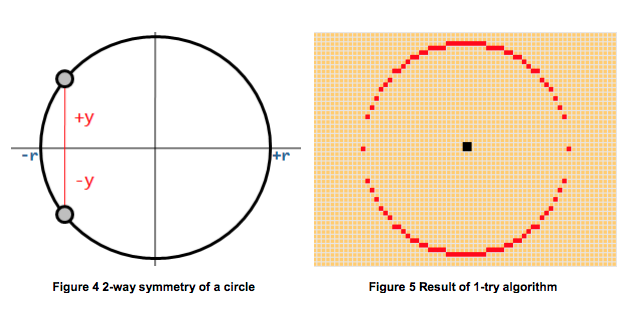 +y
-r
+r
-y
Figure 4 2-way symmetry of a circle
Figure 5 Result of 1-try algorithm